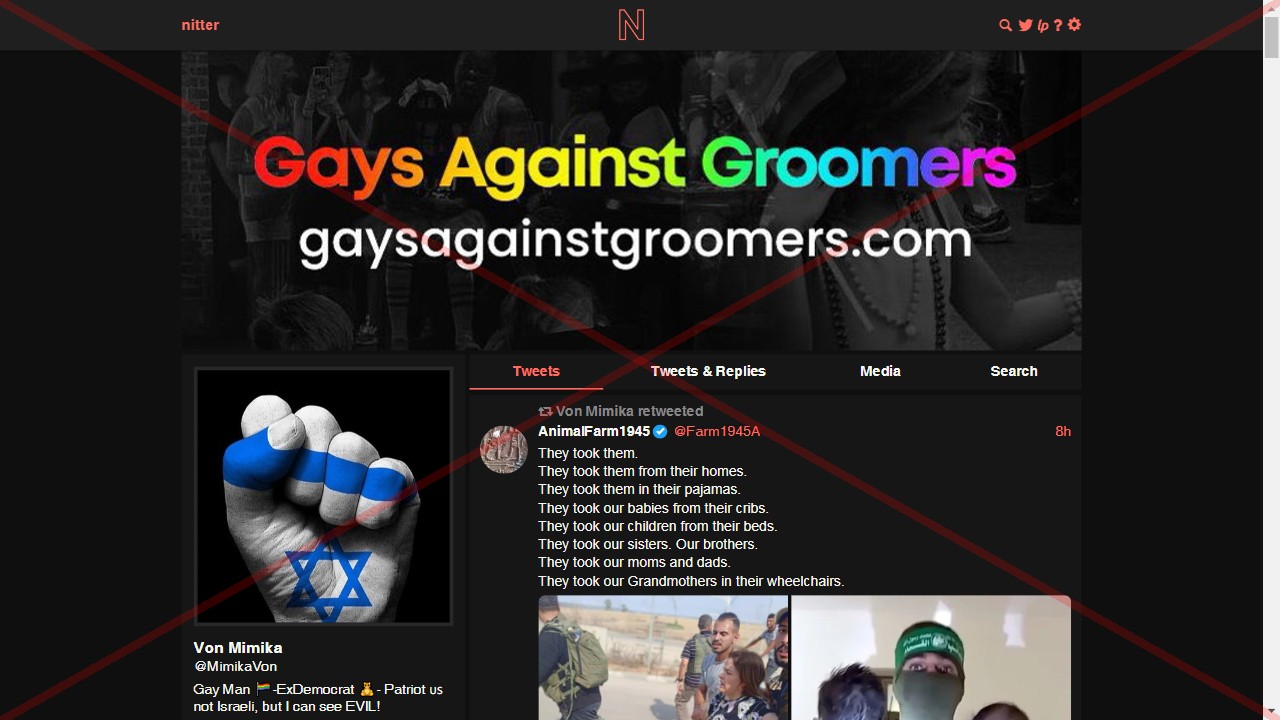 nitter
N
lp ?
Gays Against Groomers
gaysagainstgroomers.com
Tweets
Tweets & Replies
Media
Search
Von Mimika retweeted
AnimalFarm1945 @Farm1945A 8h
They took them.
They took them from their homes.
They took them in their pajamas.
They took our babies from their cribs.
They took our children from their beds.
They took our sisters. Our brothers.
They took our moms and dads.
They took our Grandmothers in their wheelchairs.
Von Mimika
@MimikaVon
Gay Man 🏳️‍🌈-ExDemocrat 🧸- Patriot us
not Israeli, but I can see EVIL!